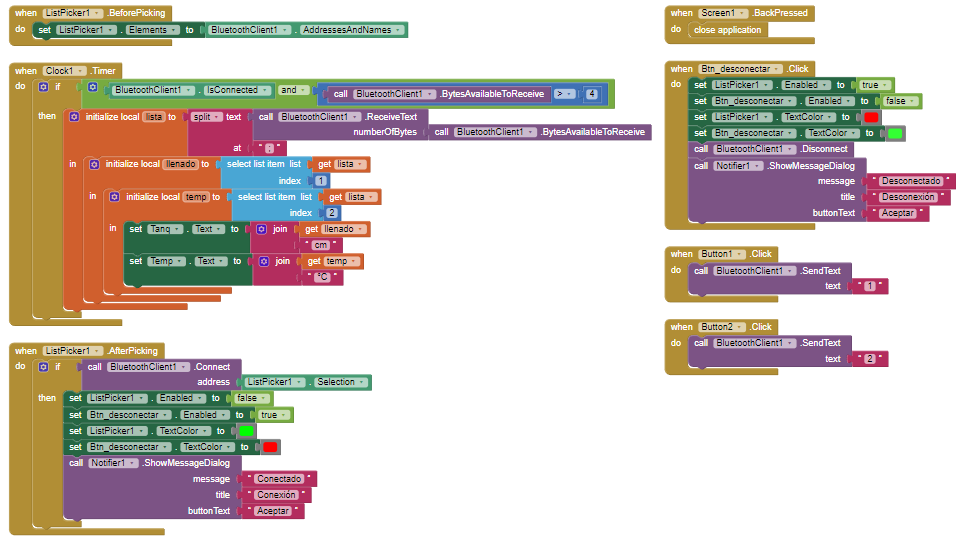 when ListPicker1 .BeforePicking
do set ListPicker1 . Elements to BluetoothClient1 . AddressesAndNames
when Clock1 .Timer
do if BluetoothClient1 . IsConnected and call BluetoothClient1 .BytesAvailableToReceive > 4
then initialize local lista to split text call BluetoothClient1 .ReceiveText
numberOfBytes call BluetoothClient1 .BytesAvailableToReceive
at
in initialize local llenado to select list item list get lista
index 1
in initialize local temp to select list item list get lista
index 2
in set Tanq . Text to join get llenado
" cm "
set Temp . Text to join get temp
" °C "
when ListPicker1 .AfterPicking
do if call BluetoothClient1 .Connect
address ListPicker1 . Selection
then set ListPicker1 . Enabled to false
set Btn_desconectar . Enabled to true
set ListPicker1 . TextColor to
set Btn_desconectar . TextColor to
call Notifier1 .ShowMessageDialog
message " Conectado "
title " Conexión "
buttonText " Aceptar "
when Screen1 .BackPressed
do close application
when Btn_desconectar .Click
do set ListPicker1 . Enabled to true
set Btn_desconectar . Enabled to false
set ListPicker1 . TextColor to
set Btn_desconectar . TextColor to
call BluetoothClient1 .Disconnect
call Notifier1 .ShowMessageDialog
message " Desconectado "
title " Desconexión "
buttonText " Aceptar "
when Button1 .Click
do call BluetoothClient1 .SendText
text " 1 "
when Button2 .Click
do call BluetoothClient1 .SendText
text " 2 "